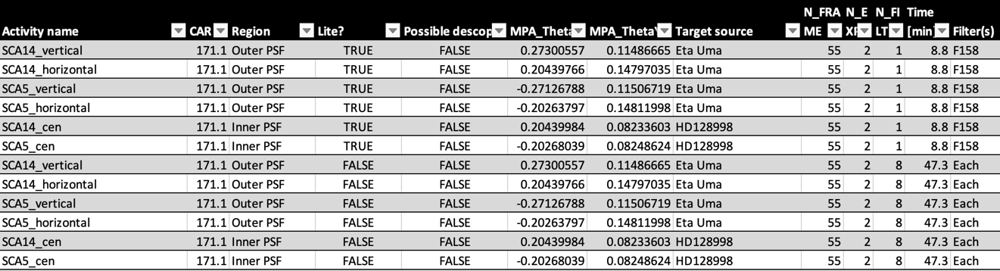 N_FRA N_E N_FI Time
Activity name CAR Region Lite? Possible descop MPA_Theta MPA_Theta Target source ME XP LT [min] Filter(s)
SCA14_vertical 171.1 Outer PSF TRUE FALSE 0.27300557 0.11486665 Eta Uma 55 2 1 8.8 F158
SCA14_horizontal 171.1 Outer PSF TRUE FALSE 0.20439766 0.14797035 Eta Uma 55 2 1 8.8 F158
SCA5_vertical 171.1 Outer PSF TRUE FALSE -0.27126788 0.11506719 Eta Uma 55 2 1 8.8 F158
SCA5_horizontal 171.1 Outer PSF TRUE FALSE -0.20263797 0.14811998 Eta Uma 55 2 1 8.8 F158
SCA14_cen 171.1 Inner PSF TRUE FALSE 0.20439984 0.08233603 HD128998 55 2 1 8.8 F158
SCA5_cen 171.1 Inner PSF TRUE FALSE -0.20268039 0.08248624 HD128998 55 2 1 8.8 F158
SCA14_vertical 171.1 Outer PSF FALSE FALSE 0.27300557 0.11486665 Eta Uma 55 2 8 47.3 Each
SCA14_horizontal 171.1 Outer PSF FALSE FALSE 0.20439766 0.14797035 Eta Uma 55 2 8 47.3 Each
SCA5_vertical 171.1 Outer PSF FALSE FALSE -0.27126788 0.11506719 Eta Uma 55 2 8 47.3 Each
SCA5_horizontal 171.1 Outer PSF FALSE FALSE -0.20263797 0.14811998 Eta Uma 55 2 8 47.3 Each
SCA14_cen 171.1 Inner PSF FALSE FALSE 0.20439984 0.08233603 HD128998 55 2 8 47.3 Each
SCA5_cen 171.1 Inner PSF FALSE FALSE -0.20268039 0.08248624 HD128998 55 2 8 47.3 Each